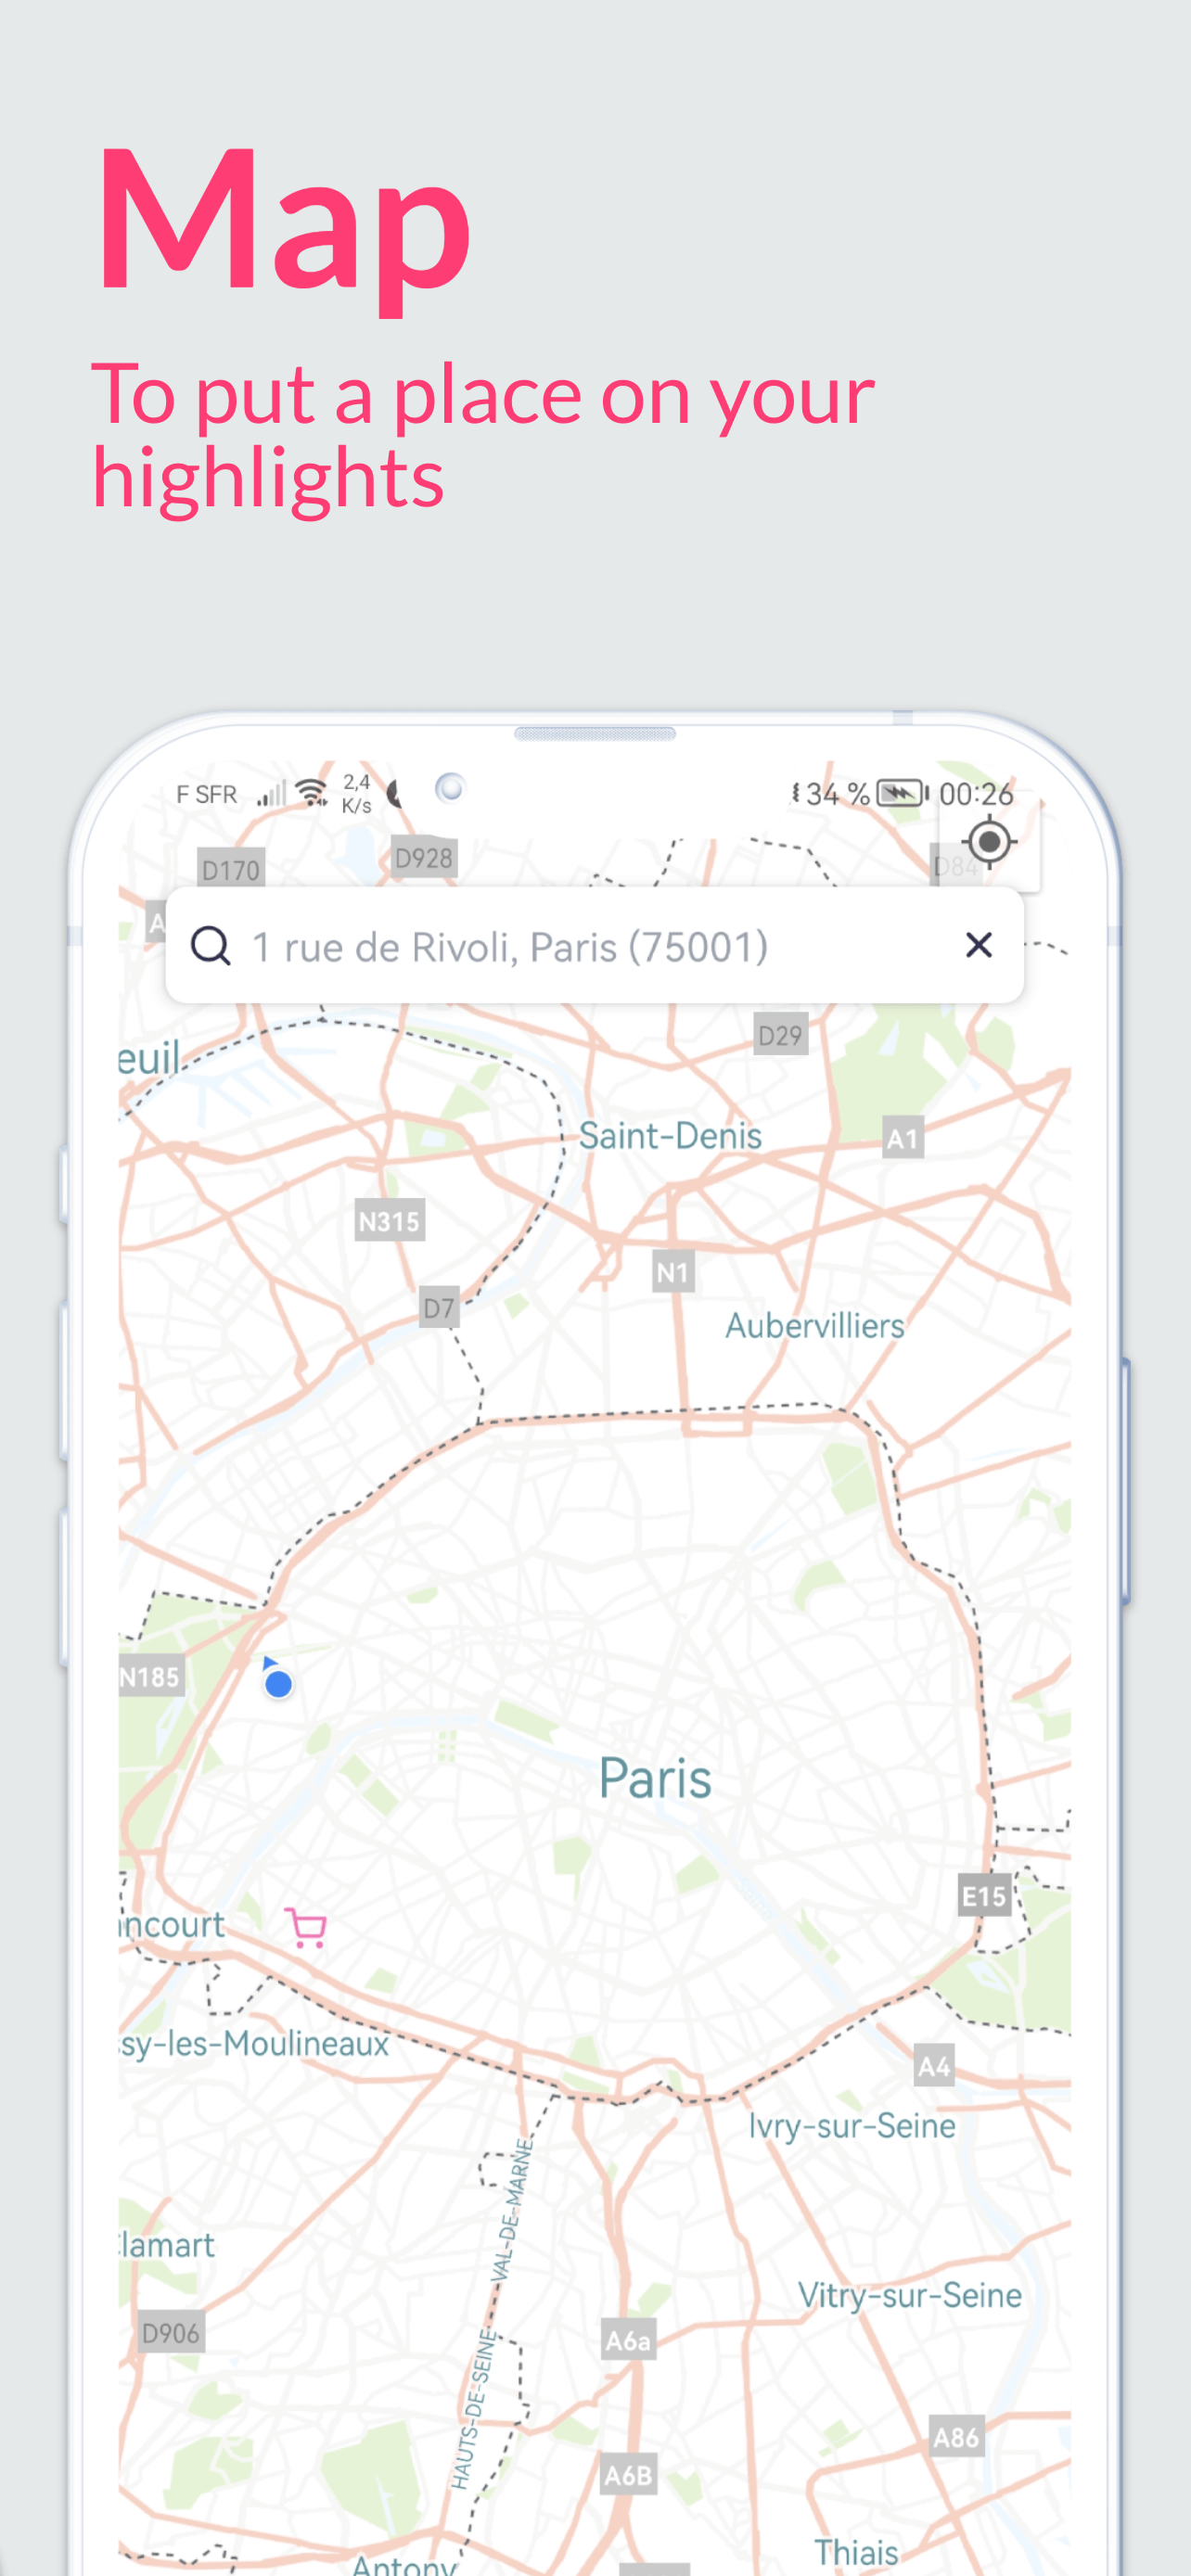 Map
To put a place on your
highlights
F SFR
2,4
K/s
34 %
00:26
D170
D928
D84
A
1 rue de Rivoli, Paris (75001)
D29
euil
Saint-Denis
A1
N315
N1
D7
Aubervilliers
N185
Paris
E15
ncourt
sy-les-Moulineaux
A4
Ivry-sur-Seine
VAL-DE-MARNE
lamart
Vitry-sur-Seine
D906
A6a
HAUTS-DE-SEINE
A86
A6B
Thiais
Antony